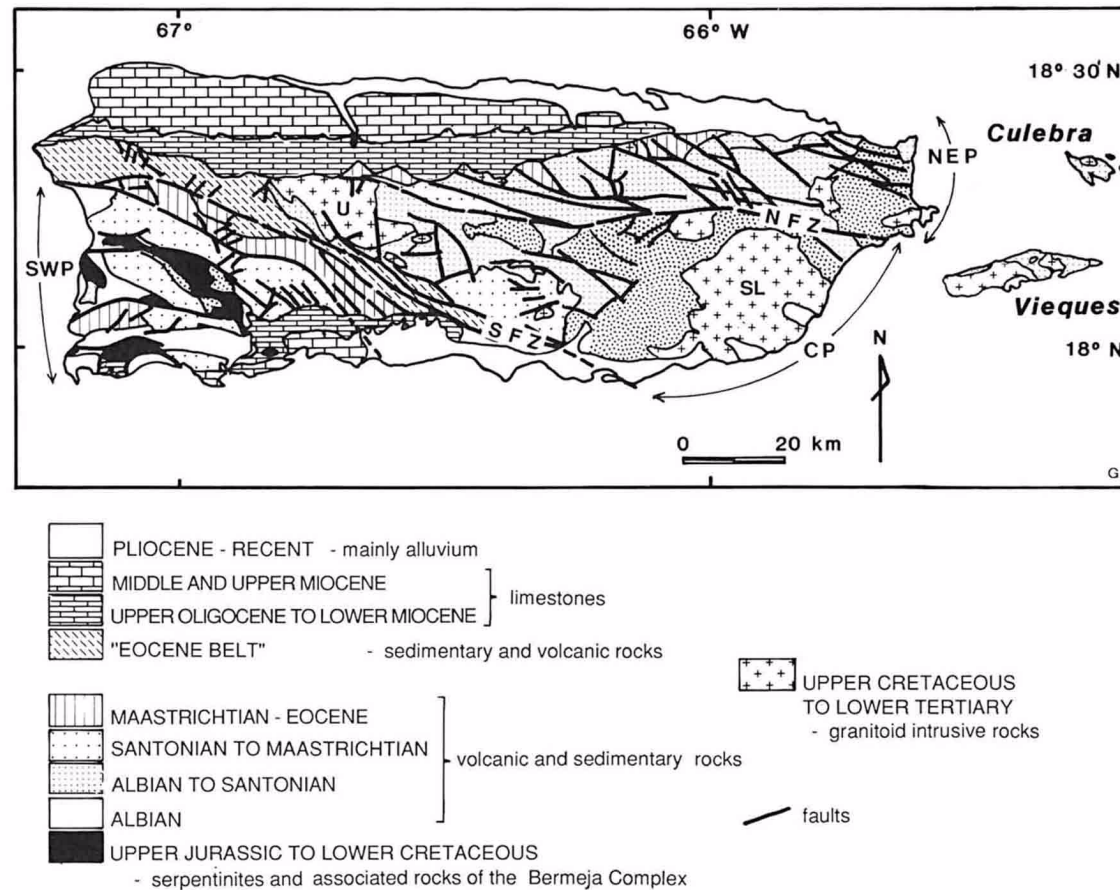 67° 66° W
18° 30' N
Culebra
NEP
U
NFZ
SWP
SL
Vieques
SFZ
N
18° N
CP
0 20 km
G
PLIOCENE - RECENT - mainly alluvium
MIDDLE AND UPPER MIOCENE
limestones
UPPER OLIGOCENE TO LOWER MIOCENE
"EOCENE BELT" - sedimentary and volcanic rocks
UPPER CRETACEOUS
TO LOWER TERTIARY
- granitoid intrusive rocks
MAASTRICHTIAN - EOCENE
SANTONIAN TO MAASTRICHTIAN
volcanic and sedimentary rocks
ALBIAN TO SANTONIAN
ALBIAN
faults
UPPER JURASSIC TO LOWER CRETACEOUS
- serpentinites and associated rocks of the Bermeja Complex